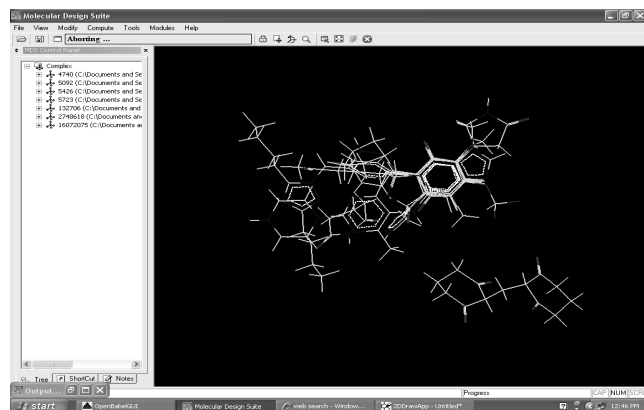 Molecular Design Suite
File View Modify Compute Tools Modules Help
Aborting ...
MDS Control Panel
Complex
4740 (C:\Documents and Se
5092 (C:\Documents and Se
5426 (C:\Documents and Se
5723 (C:\Documents and Se
132706 (C:\Documents and
2748618 (C:\Documents an
16072075 (C:\Documents a
Tree ShortCut Notes
Output...
Progress CAP NUM SCR
start OpenBabelGUI Molecular Design Suite web search - Window... 2DDrawApp - Untitled* 12:46 PM